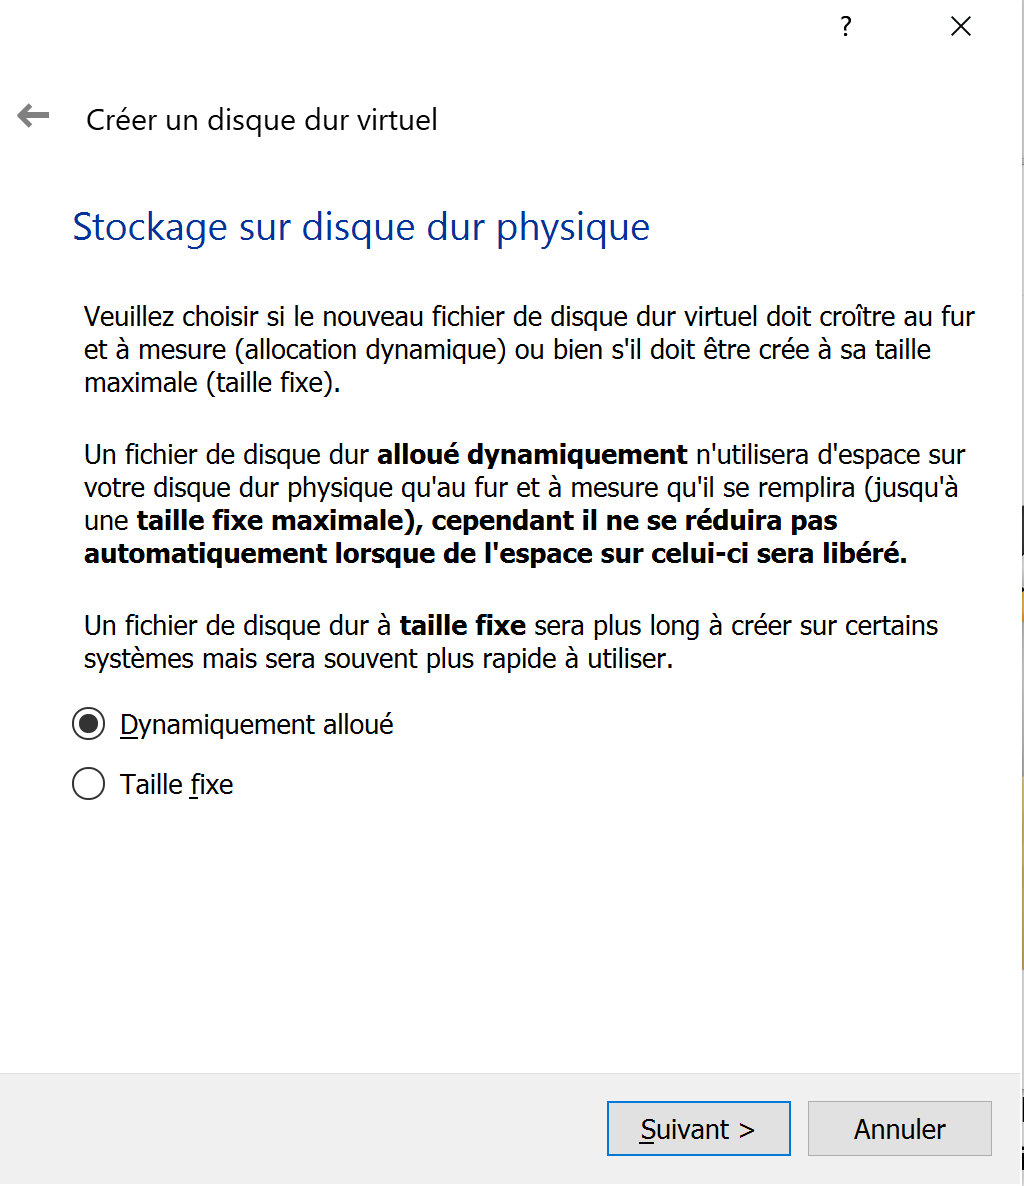 ?
Créer un disque dur virtuel
Stockage sur disque dur physique
Veuillez choisir si le nouveau fichier de disque dur virtuel doit croître au fur
et à mesure (allocation dynamique) ou bien s'il doit être crée à sa taille
maximale (taille fixe).
Un fichier de disque dur alloué dynamiquement n'utilisera d'espace sur
votre disque dur physique qu'au fur et à mesure qu'il se remplira (jusqu'à
une taille fixe maximale), cependant il ne se réduira pas
automatiquement lorsque de l'espace sur celui-ci sera libéré.
Un fichier de disque dur à taille fixe sera plus long à créer sur certains
systèmes mais sera souvent plus rapide à utiliser.
Dynamiquement alloué
Taille fixe
Suivant > Annuler